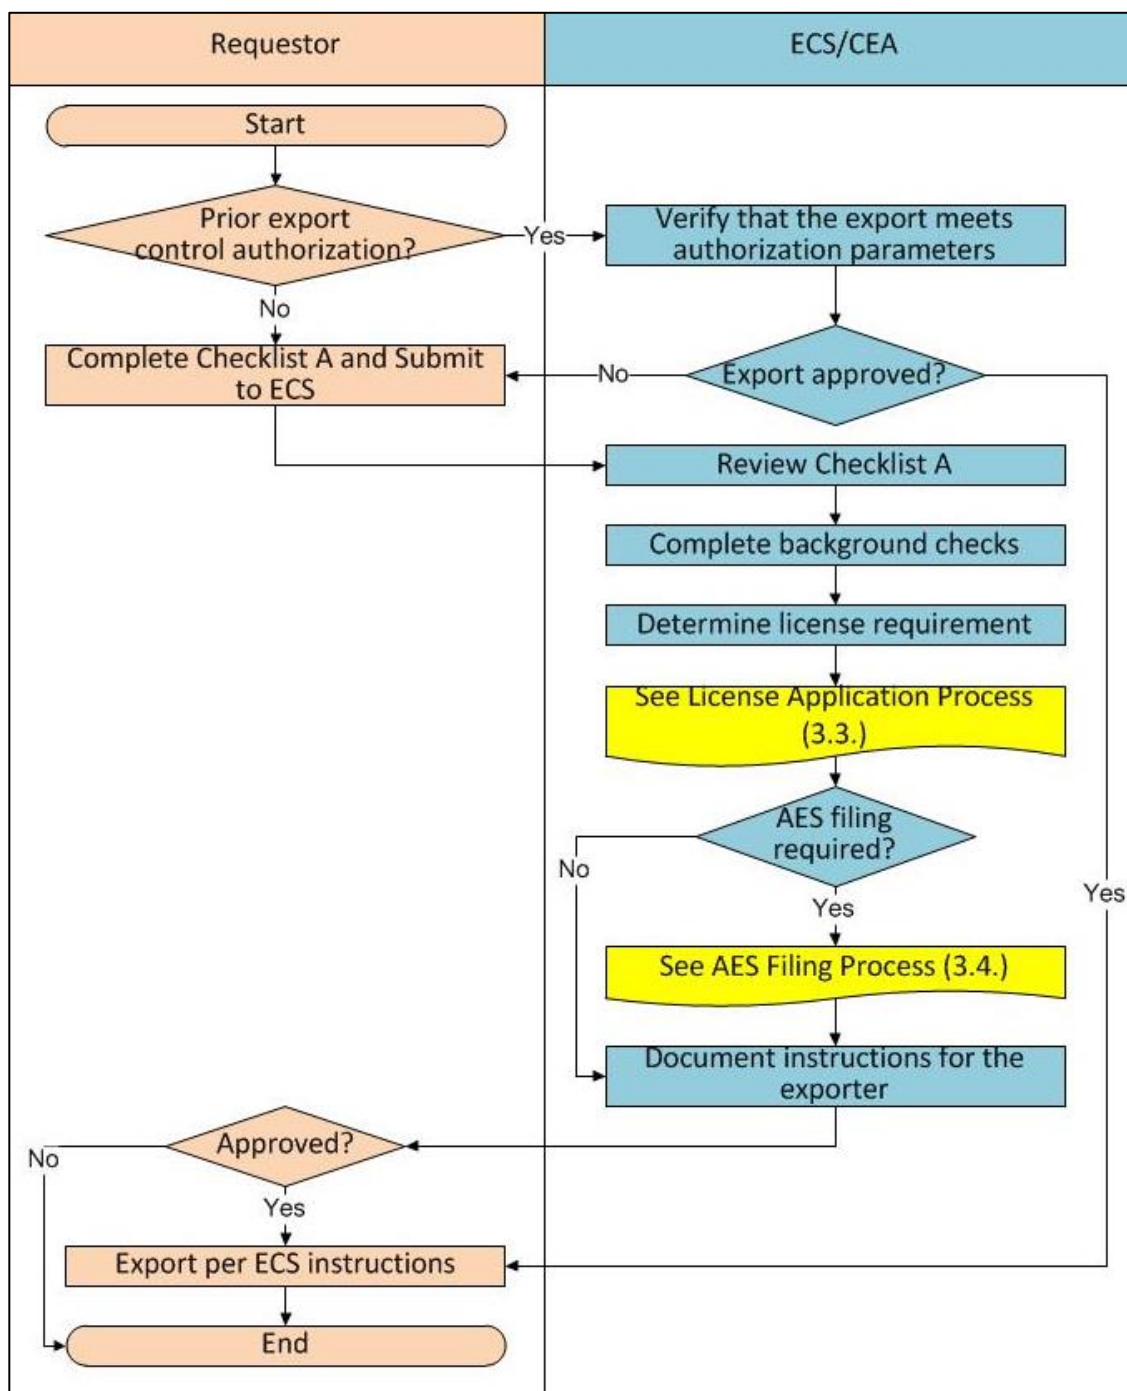 Requestor
ECS/CEA
Start
Prior export
control authorization?
Yes
Verify that the export meets
authorization parameters
No
Complete Checklist A and Submit
to ECS
No
Export approved?
Review Checklist A
Complete background checks
Determine license requirement
See License Application Process
(3.3.)
AES filing
required?
No
Yes
Yes
See AES Filing Process (3.4.)
Document instructions for the
exporter
Approved?
No
Yes
Export per ECS instructions
End